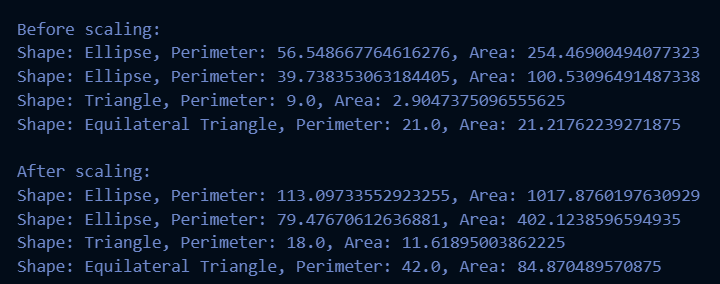 Before scaling:
Shape: Ellipse, Perimeter: 56.548667764616276, Area: 254.46900494077323
Shape: Ellipse, Perimeter: 39.738353063184405, Area: 100.53096491487338
Shape: Triangle, Perimeter: 9.0, Area: 2.9047375096555625
Shape: Equilateral Triangle, Perimeter: 21.0, Area: 21.21762239271875
After scaling:
Shape: Ellipse, Perimeter: 113.09733552923255, Area: 1017.8760197630929
Shape: Ellipse, Perimeter: 79.47670612636881, Area: 402.1238596594935
Shape: Triangle, Perimeter: 18.0, Area: 11.61895003862225
Shape: Equilateral Triangle, Perimeter: 42.0, Area: 84.870489570875